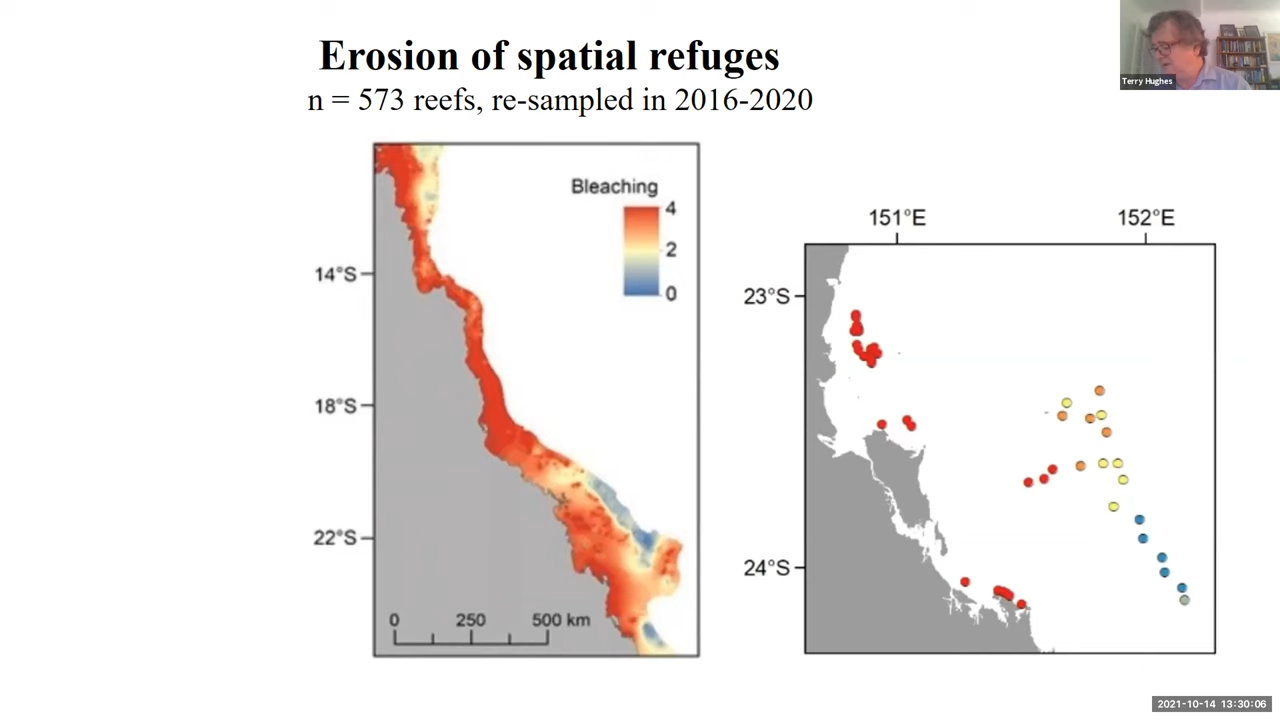 Erosion of spatial refuges
n = 573 reefs, re-sampled in 2016-2020
Terry Hughes
Bleaching
4
2
0
14°S
18°S
22°S
0 250 500 km
151°E 152°E
23°S
24°S
2021-10-14 13:30:06